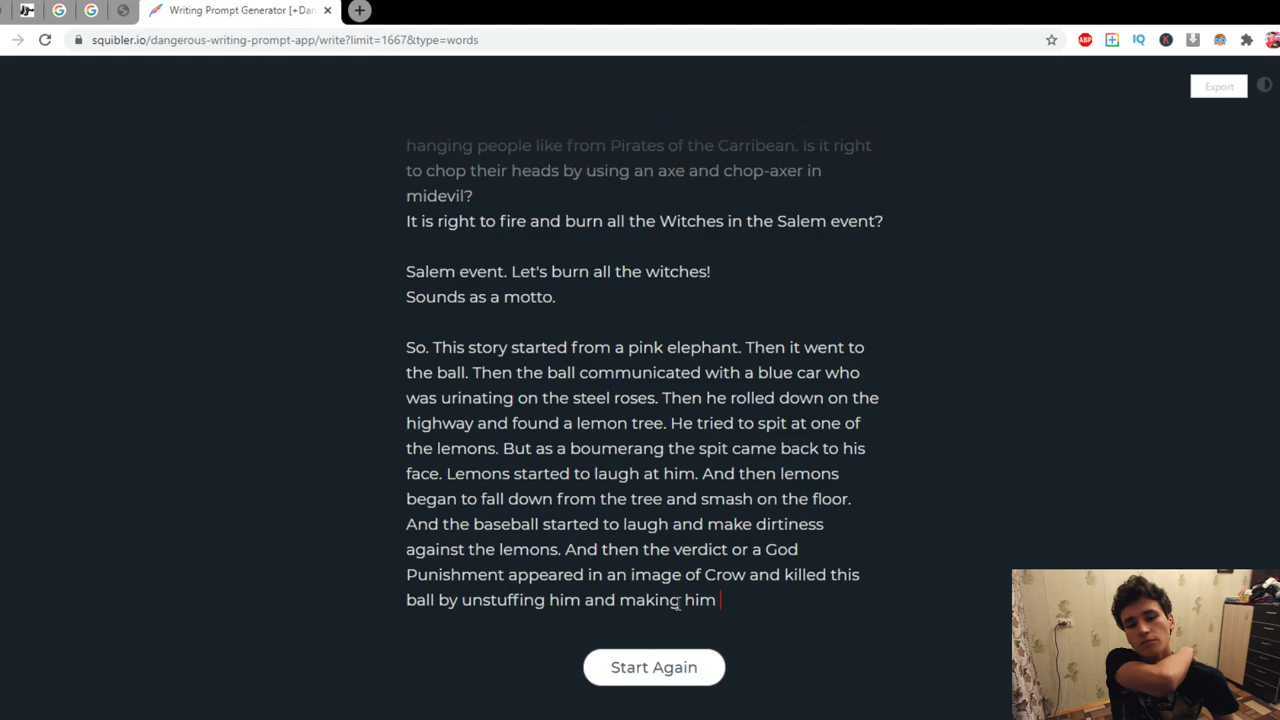 Writing Prompt Generator [+Dan
squibler.io/dangerous-writing-prompt-app/write?limit=1667&type=words
ABP
IQ
K
Export
hanging people like from Pirates of the Carribean. Is it right
to chop their heads by using an axe and chop-axer in
midevil?
It is right to fire and burn all the Witches in the Salem event?
Salem event. Let's burn all the witches!
Sounds as a motto.
So. This story started from a pink elephant. Then it went to
the ball. Then the ball communicated with a blue car who
was urinating on the steel roses. Then he rolled down on the
highway and found a lemon tree. He tried to spit at one of
the lemons. But as a boumerang the spit came back to his
face. Lemons started to laugh at him. And then lemons
began to fall down from the tree and smash on the floor.
And the baseball started to laugh and make dirtiness
against the lemons. And then the verdict or a God
Punishment appeared in an image of Crow and killed this
ball by unstuffing him and making him
Start Again